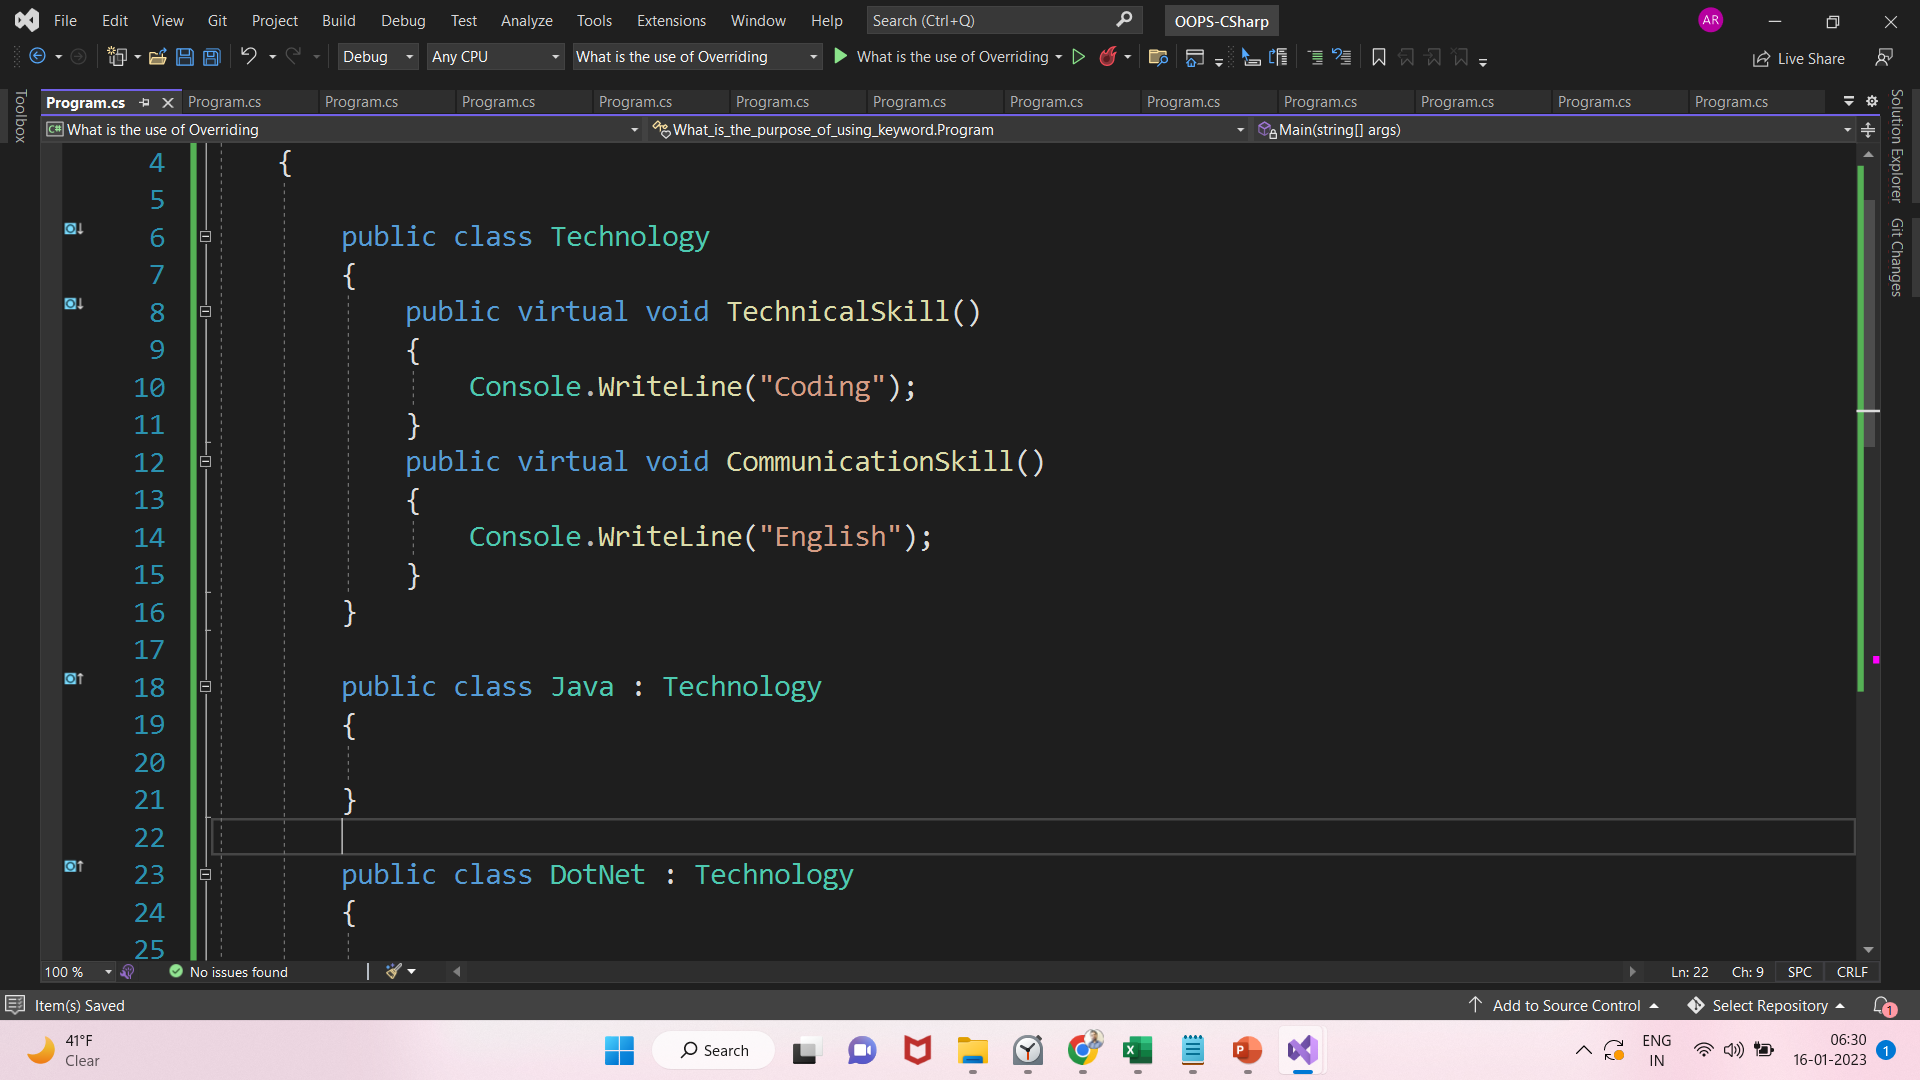 File Edit View Git Project Build Debug Test Analyze Tools Extensions Window Help Search (Ctrl+Q) OOPS-CSharp AR
Debug Any CPU What is the use of Overriding What is the use of Overriding Live Share
Toolbox
Program.cs Program.cs Program.cs Program.cs Program.cs Program.cs Program.cs Program.cs Program.cs Program.cs Program.cs Program.cs Program.cs
C# What is the use of Overriding What_is_the_purpose_of_using_keyword.Program Main(string[] args)
Solution Explorer
Git Changes
4 {
5
6 public class Technology
7 {
8 public virtual void TechnicalSkill()
9 {
10 Console.WriteLine("Coding");
11 }
12 public virtual void CommunicationSkill()
13 {
14 Console.WriteLine("English");
15 }
16 }
17
18 public class Java : Technology
19 {
20
21 }
22
23 public class DotNet : Technology
24 {
25
100 % No issues found Ln: 22 Ch: 9 SPC CRLF
Item(s) Saved Add to Source Control Select Repository 1
41°F
Clear
Search
ENG
IN
06:30
16-01-2023
1